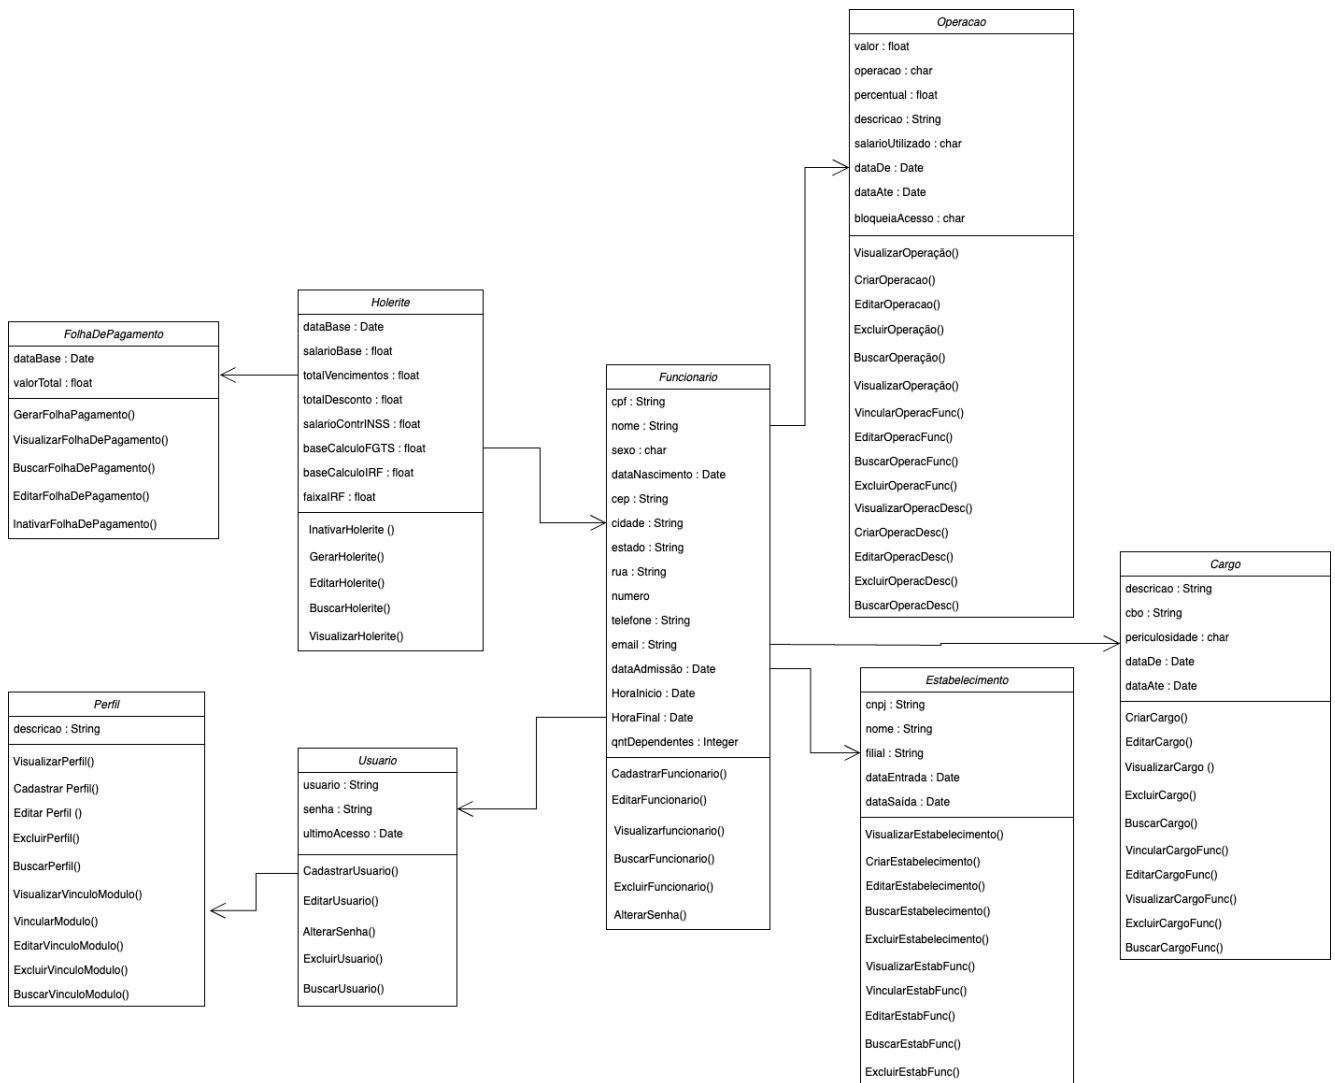 Operacao
valor : float
operacao : char
percentual : float
descricao : String
salarioUtilizado : char
dataDe : Date
dataAte : Date
bloqueiaAcesso : char
VisualizarOperação()
CriarOperacao()
EditarOperacao()
ExcluirOperação()
BuscarOperação()
VisualizarOperação()
VincularOperacFunc()
EditarOperacFunc()
BuscarOperacFunc()
ExcluirOperacFunc()
VisualizarOperacDesc()
CriarOperacDesc()
EditarOperacDesc()
ExcluirOperacDesc()
BuscarOperacDesc()
Holerite
dataBase : Date
salarioBase : float
totalVencimentos : float
totalDesconto : float
salarioContrINSS : float
baseCalculoFGTS : float
baseCalculoIRF : float
faixaIRF : float
InativarHolerite ()
GerarHolerite()
EditarHolerite()
BuscarHolerite()
VisualizarHolerite()
FolhaDePagamento
dataBase : Date
valorTotal : float
GerarFolhaPagamento()
VisualizarFolhaDePagamento()
BuscarFolhaDePagamento()
EditarFolhaDePagamento()
InativarFolhaDePagamento()
Funcionario
cpf : String
nome : String
sexo : char
dataNascimento : Date
cep : String
cidade : String
estado : String
rua : String
numero
telefone : String
email : String
dataAdmissão : Date
HoraInicio : Date
HoraFinal : Date
qntDependentes : Integer
CadastrarFuncionario()
EditarFuncionario()
Visualizarfuncionario()
BuscarFuncionario()
ExcluirFuncionario()
AlterarSenha()
Cargo
descricao : String
cbo : String
periculosidade : char
dataDe : Date
dataAte : Date
CriarCargo()
EditarCargo()
VisualizarCargo ()
ExcluirCargo()
BuscarCargo()
VincularCargoFunc()
EditarCargoFunc()
VisualizarCargoFunc()
ExcluirCargoFunc()
BuscarCargoFunc()
Estabelecimento
cnpj : String
nome : String
filial : String
dataEntrada : Date
dataSaída : Date
VisualizarEstabelecimento()
CriarEstabelecimento()
EditarEstabelecimento()
BuscarEstabelecimento()
ExcluirEstabelecimento()
VisualizarEstabFunc()
VincularEstabFunc()
EditarEstabFunc()
BuscarEstabFunc()
ExcluirEstabFunc()
Perfil
descricao : String
VisualizarPerfil()
Cadastrar Perfil()
Editar Perfil ()
ExcluirPerfil()
BuscarPerfil()
VisualizarVinculoModulo()
VincularModulo()
EditarVinculoModulo()
ExcluirVinculoModulo()
BuscarVinculoModulo()
Usuario
usuario : String
senha : String
ultimoAcesso : Date
CadastrarUsuario()
EditarUsuario()
AlterarSenha()
ExcluirUsuario()
BuscarUsuario()